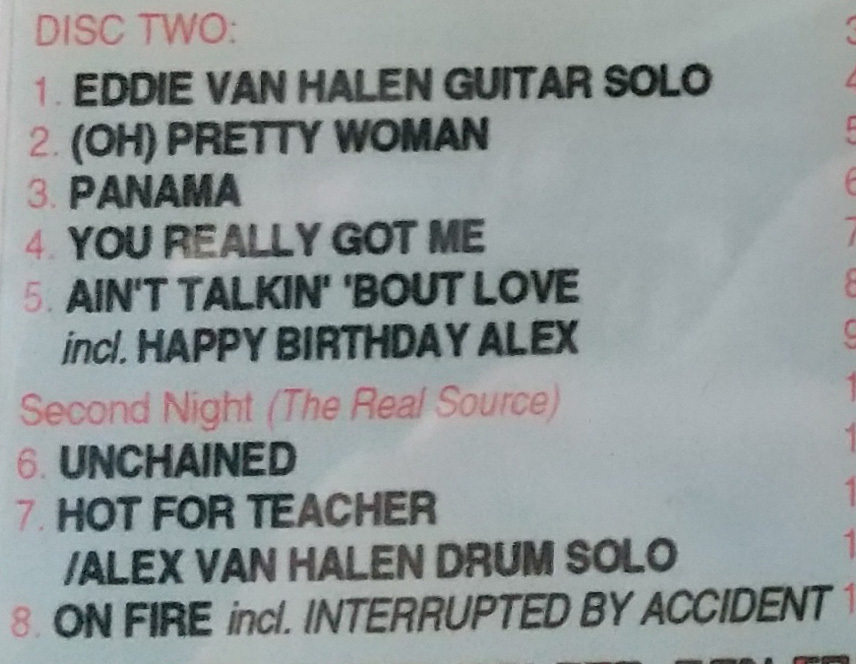 DISC TWO:
1. EDDIE VAN HALEN GUITAR SOLO
2. (OH) PRETTY WOMAN
3. PANAMA
4. YOU REALLY GOT ME
5. AIN'T TALKIN' 'BOUT LOVE
incl. HAPPY BIRTHDAY ALEX
Second Night (The Real Source)
6. UNCHAINED
7. HOT FOR TEACHER
/ALEX VAN HALEN DRUM SOLO
8. ON FIRE incl. INTERRUPTED BY ACCIDENT